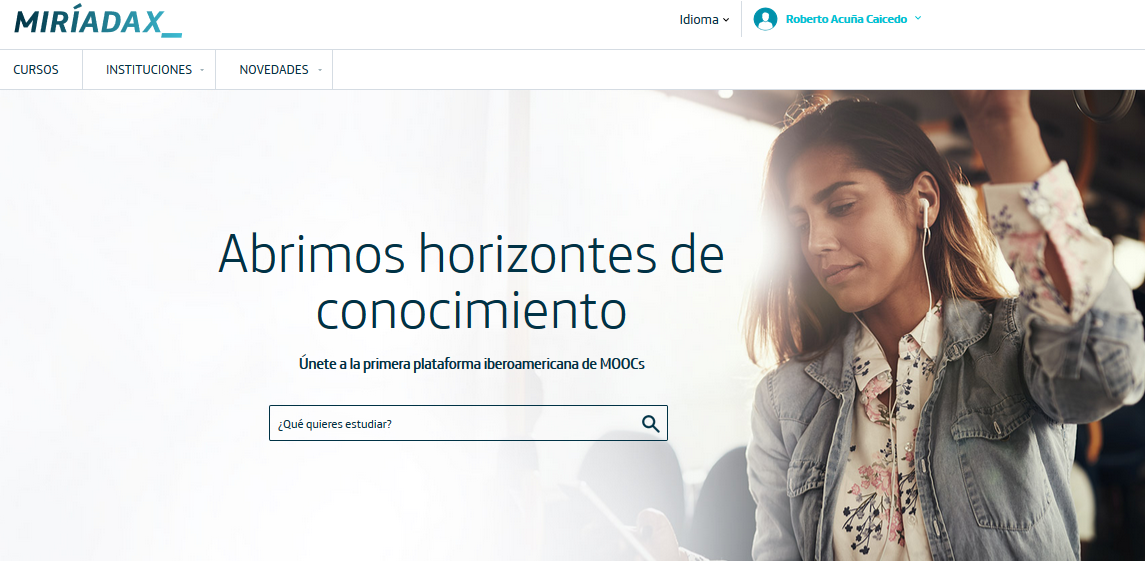 MIRÍADAX_
Idioma
Roberto Acuña Caicedo
CURSOS
INSTITUCIONES
NOVEDADES
Abrimos horizontes de
conocimiento
Únete a la primera plataforma iberoamericana de MOOCs
¿Qué quieres estudiar?